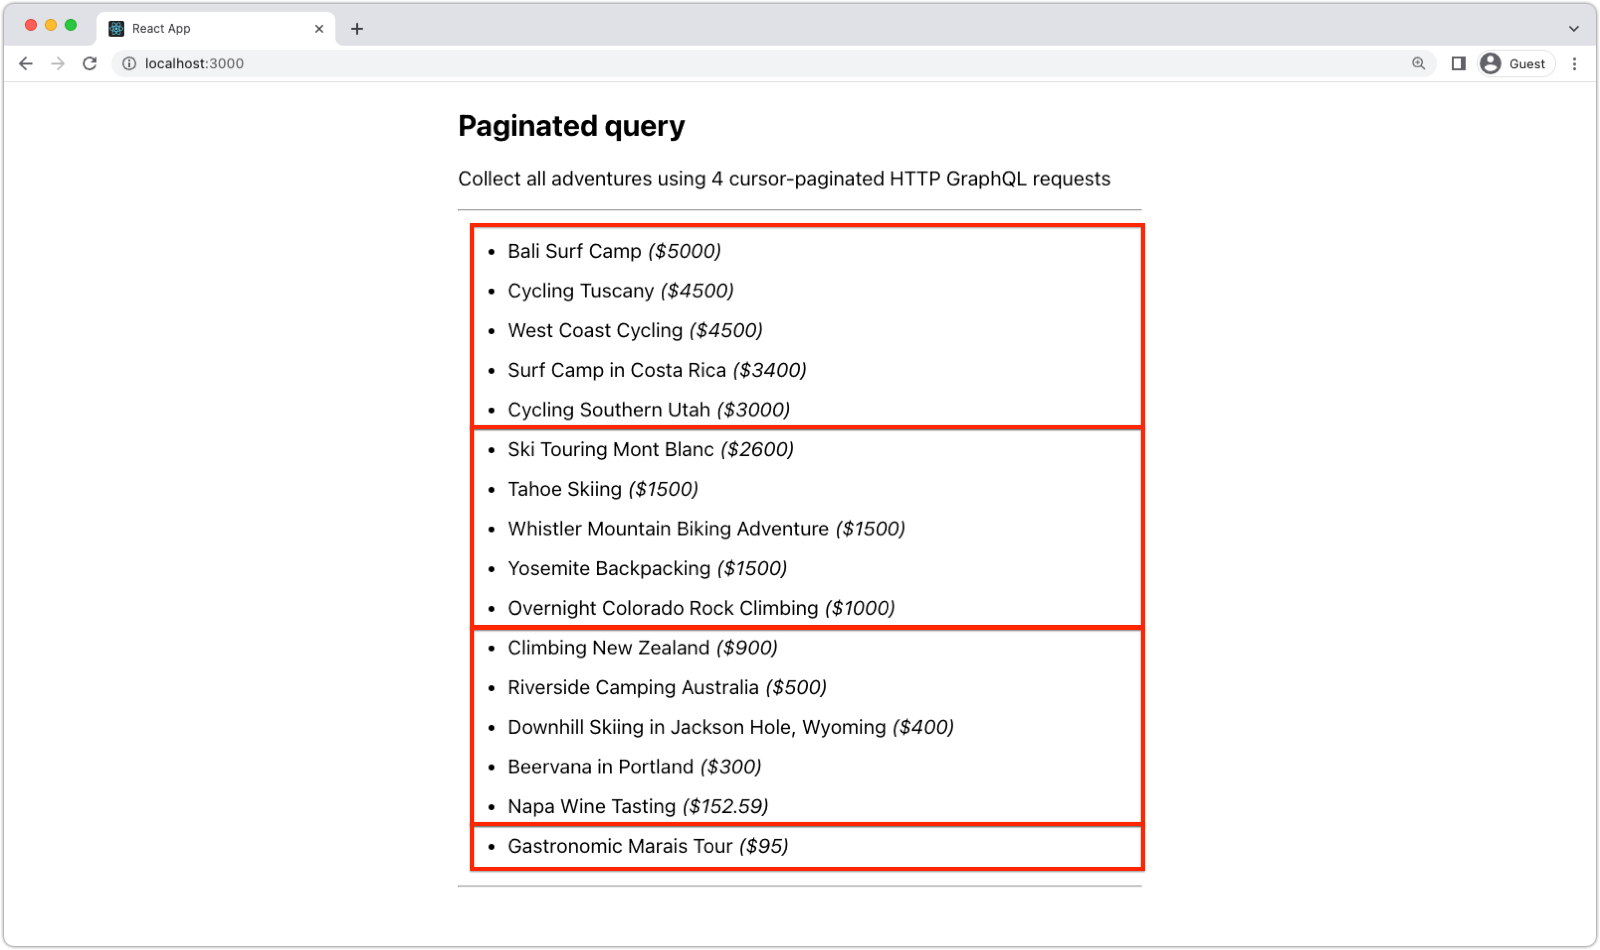 React App
localhost:3000
Guest
Paginated query
Collect all adventures using 4 cursor-paginated HTTP GraphQL requests
• Bali Surf Camp ($5000)
• Cycling Tuscany ($4500)
• West Coast Cycling ($4500)
• Surf Camp in Costa Rica ($3400)
• Cycling Southern Utah ($3000)
• Ski Touring Mont Blanc ($2600)
• Tahoe Skiing ($1500)
• Whistler Mountain Biking Adventure ($1500)
• Yosemite Backpacking ($1500)
• Overnight Colorado Rock Climbing ($1000)
• Climbing New Zealand ($900)
• Riverside Camping Australia ($500)
• Downhill Skiing in Jackson Hole, Wyoming ($400)
• Beervana in Portland ($300)
• Napa Wine Tasting ($152.59)
• Gastronomic Marais Tour ($95)